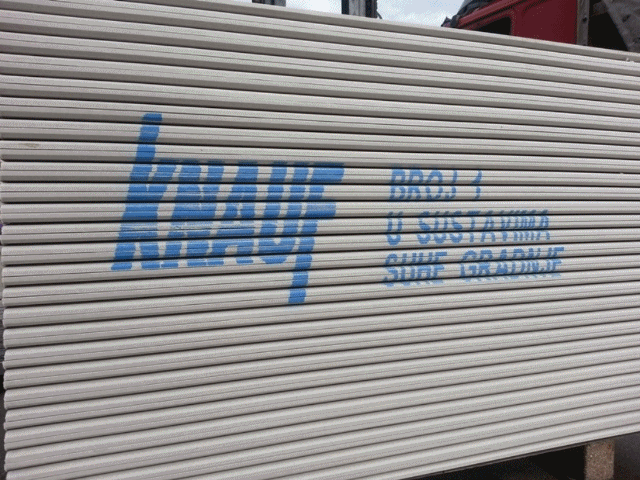 KNAUF
BROJ 1
U SUSTAVIMA
SUHE GRADNJE